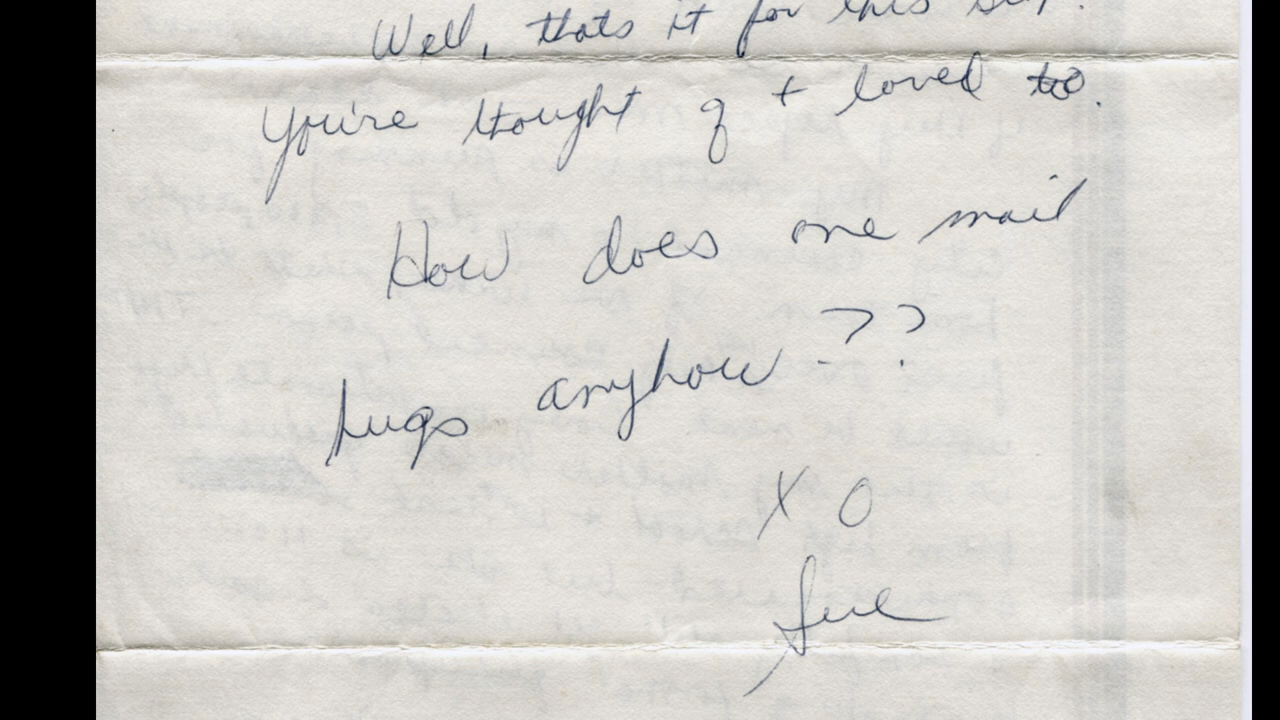 Well, thats it for this
You're thought of + loved too.
How does one mail
hugs anyhow??
X O
Sue